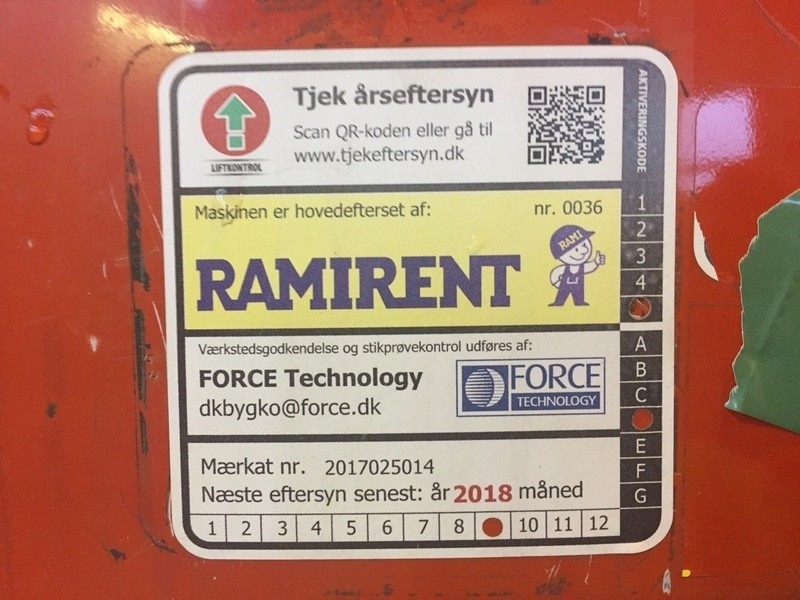 Tjek årseftersyn
Scan QR-koden eller gå til
www.tjekeftersyn.dk
LIFTKONTROL
AKTIVERINGSKODE
Maskinen er hovedefterset af:
nr. 0036
RAMIRENT
RAMI
1
2
3
4
Værkstedsgodkendelse og stikprøvekontrol udføres af:
FORCE Technology
dkbygko@force.dk
FORCE
TECHNOLOGY
A
B
C
E
F
G
Mærkat nr. 2017025014
Næste eftersyn senest: år 2018 måned
1 2 3 4 5 6 7 8 10 11 12